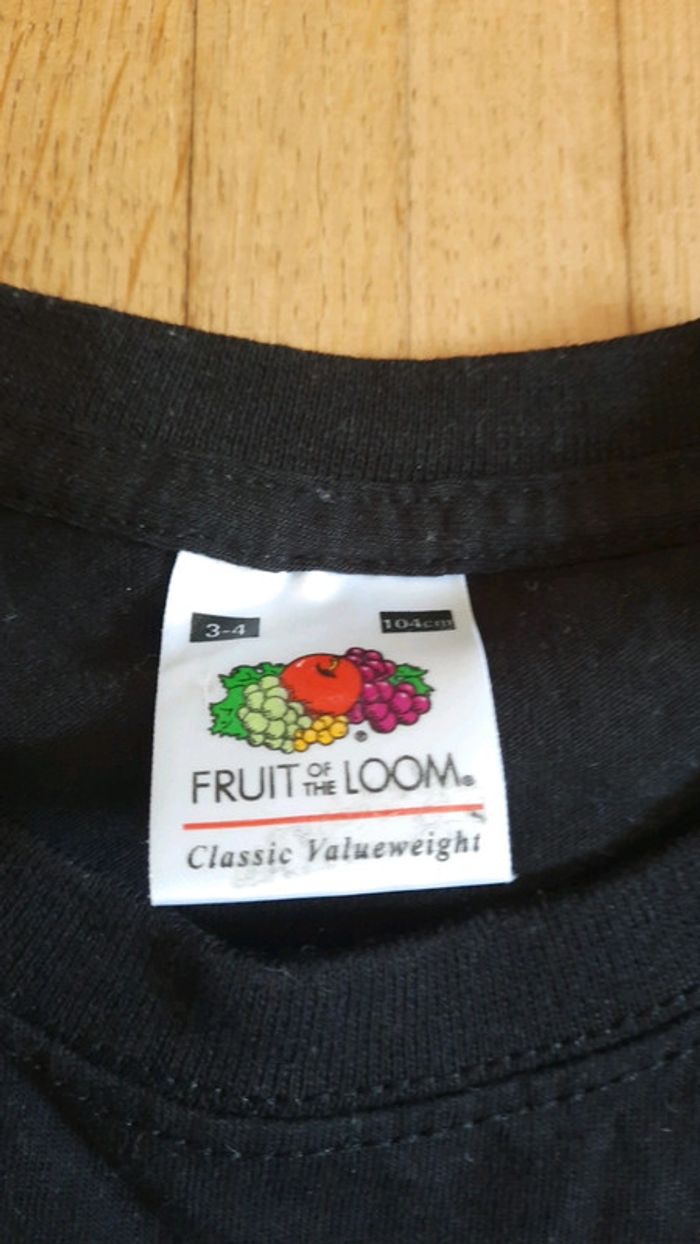 3-4 104cm
FRUIT OF THE LOOM®
Classic Valueweight